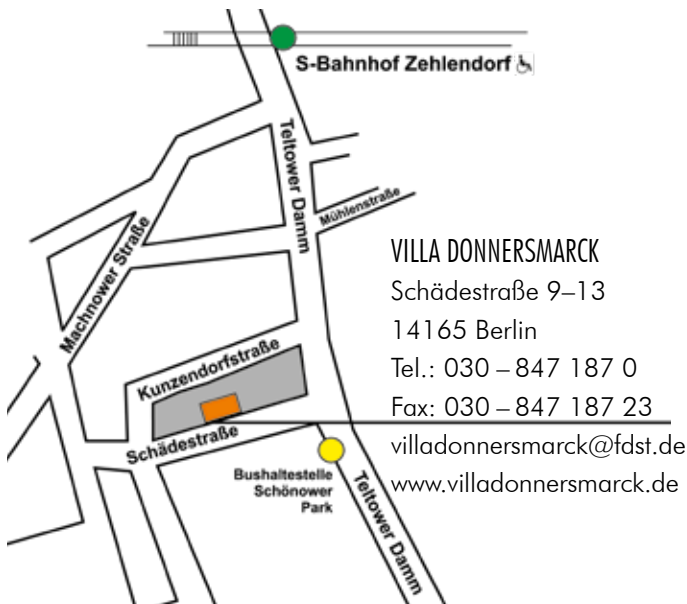 S-Bahnhof Zehlendorf
Teltower Damm
Mühlenstraße
Machnower Straße
VILLA DONNERSMARCK
Schädestraße 9–13
14165 Berlin
Tel.: 030 – 847 187 0
Fax: 030 – 847 187 23
villadonnersmarck@fdst.de
www.villadonnersmarck.de
Kunzendorfstraße
Schädestraße
Bushaltestelle
Schönower
Park
Teltower Damm